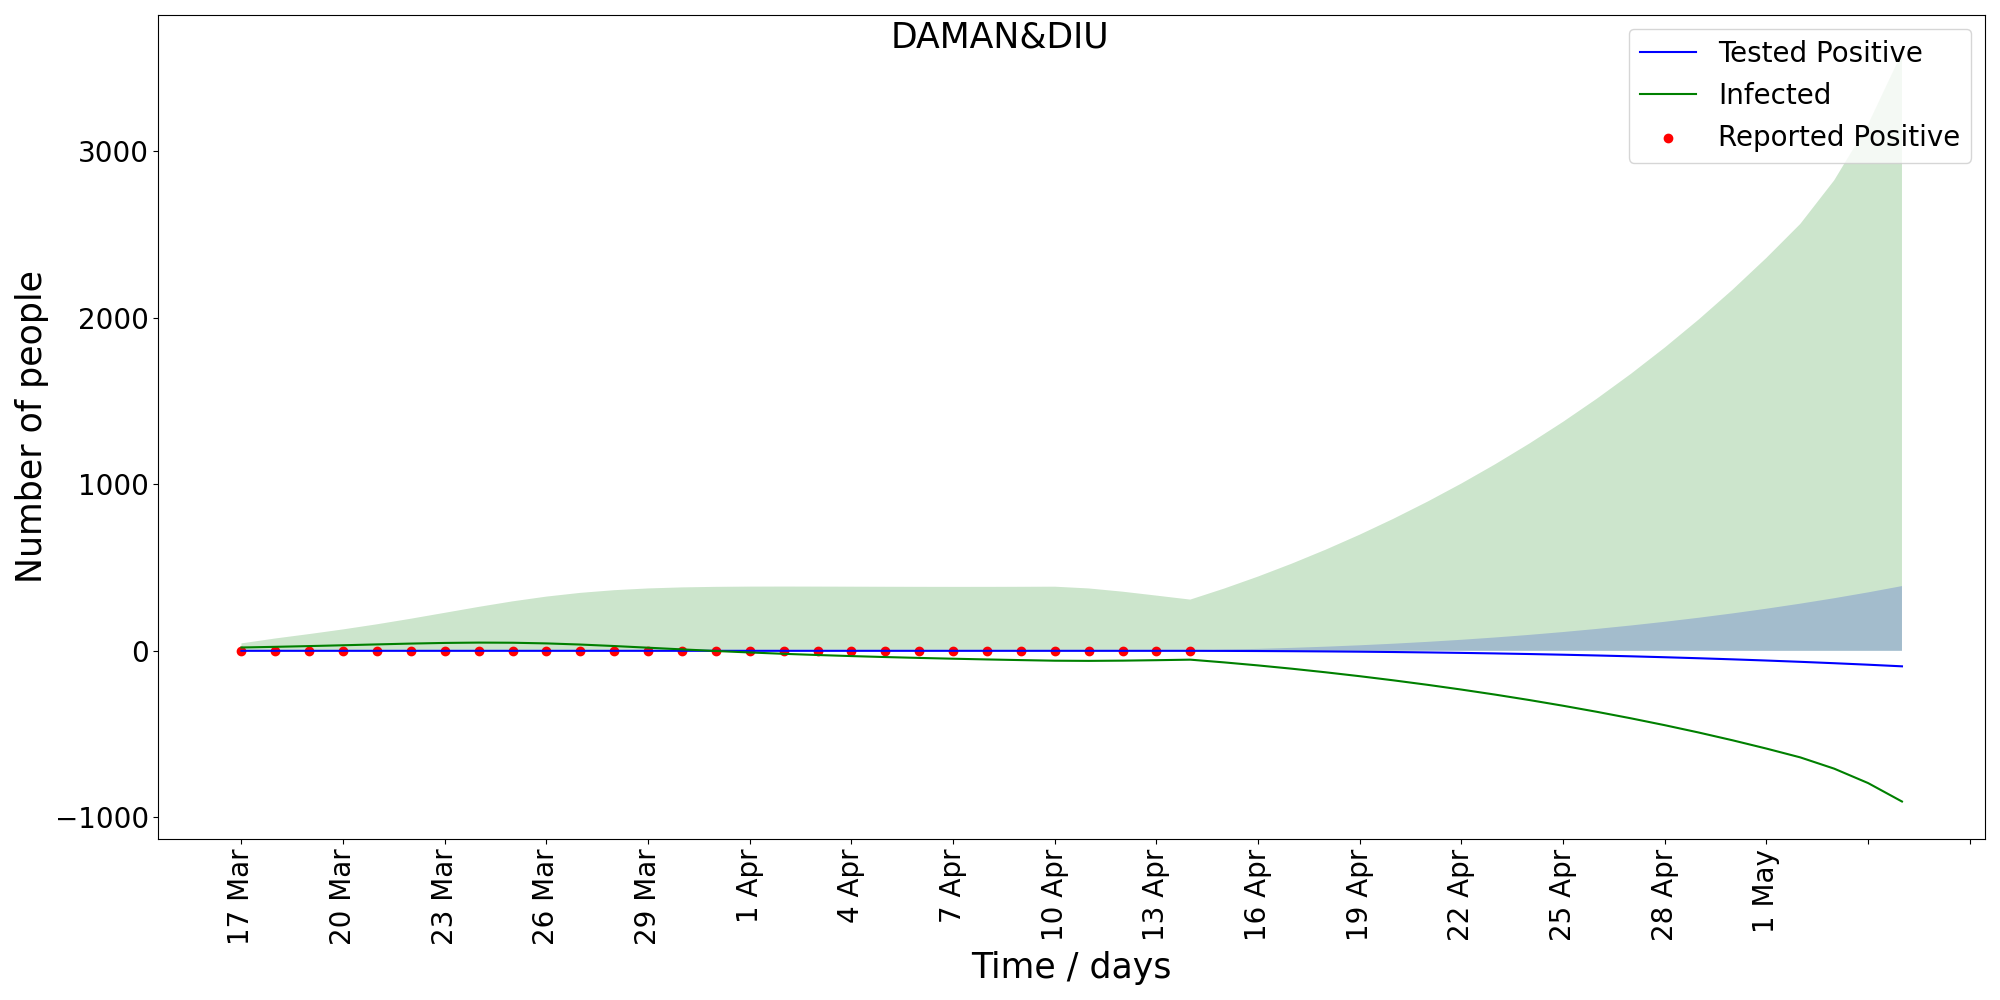 DAMAN&DIU
Tested Positive
Infected
Reported Positive
Number of people
3000
2000
1000
0
−1000
17 Mar
20 Mar
23 Mar
26 Mar
29 Mar
1 Apr
4 Apr
7 Apr
10 Apr
13 Apr
16 Apr
19 Apr
22 Apr
25 Apr
28 Apr
1 May
Time / days